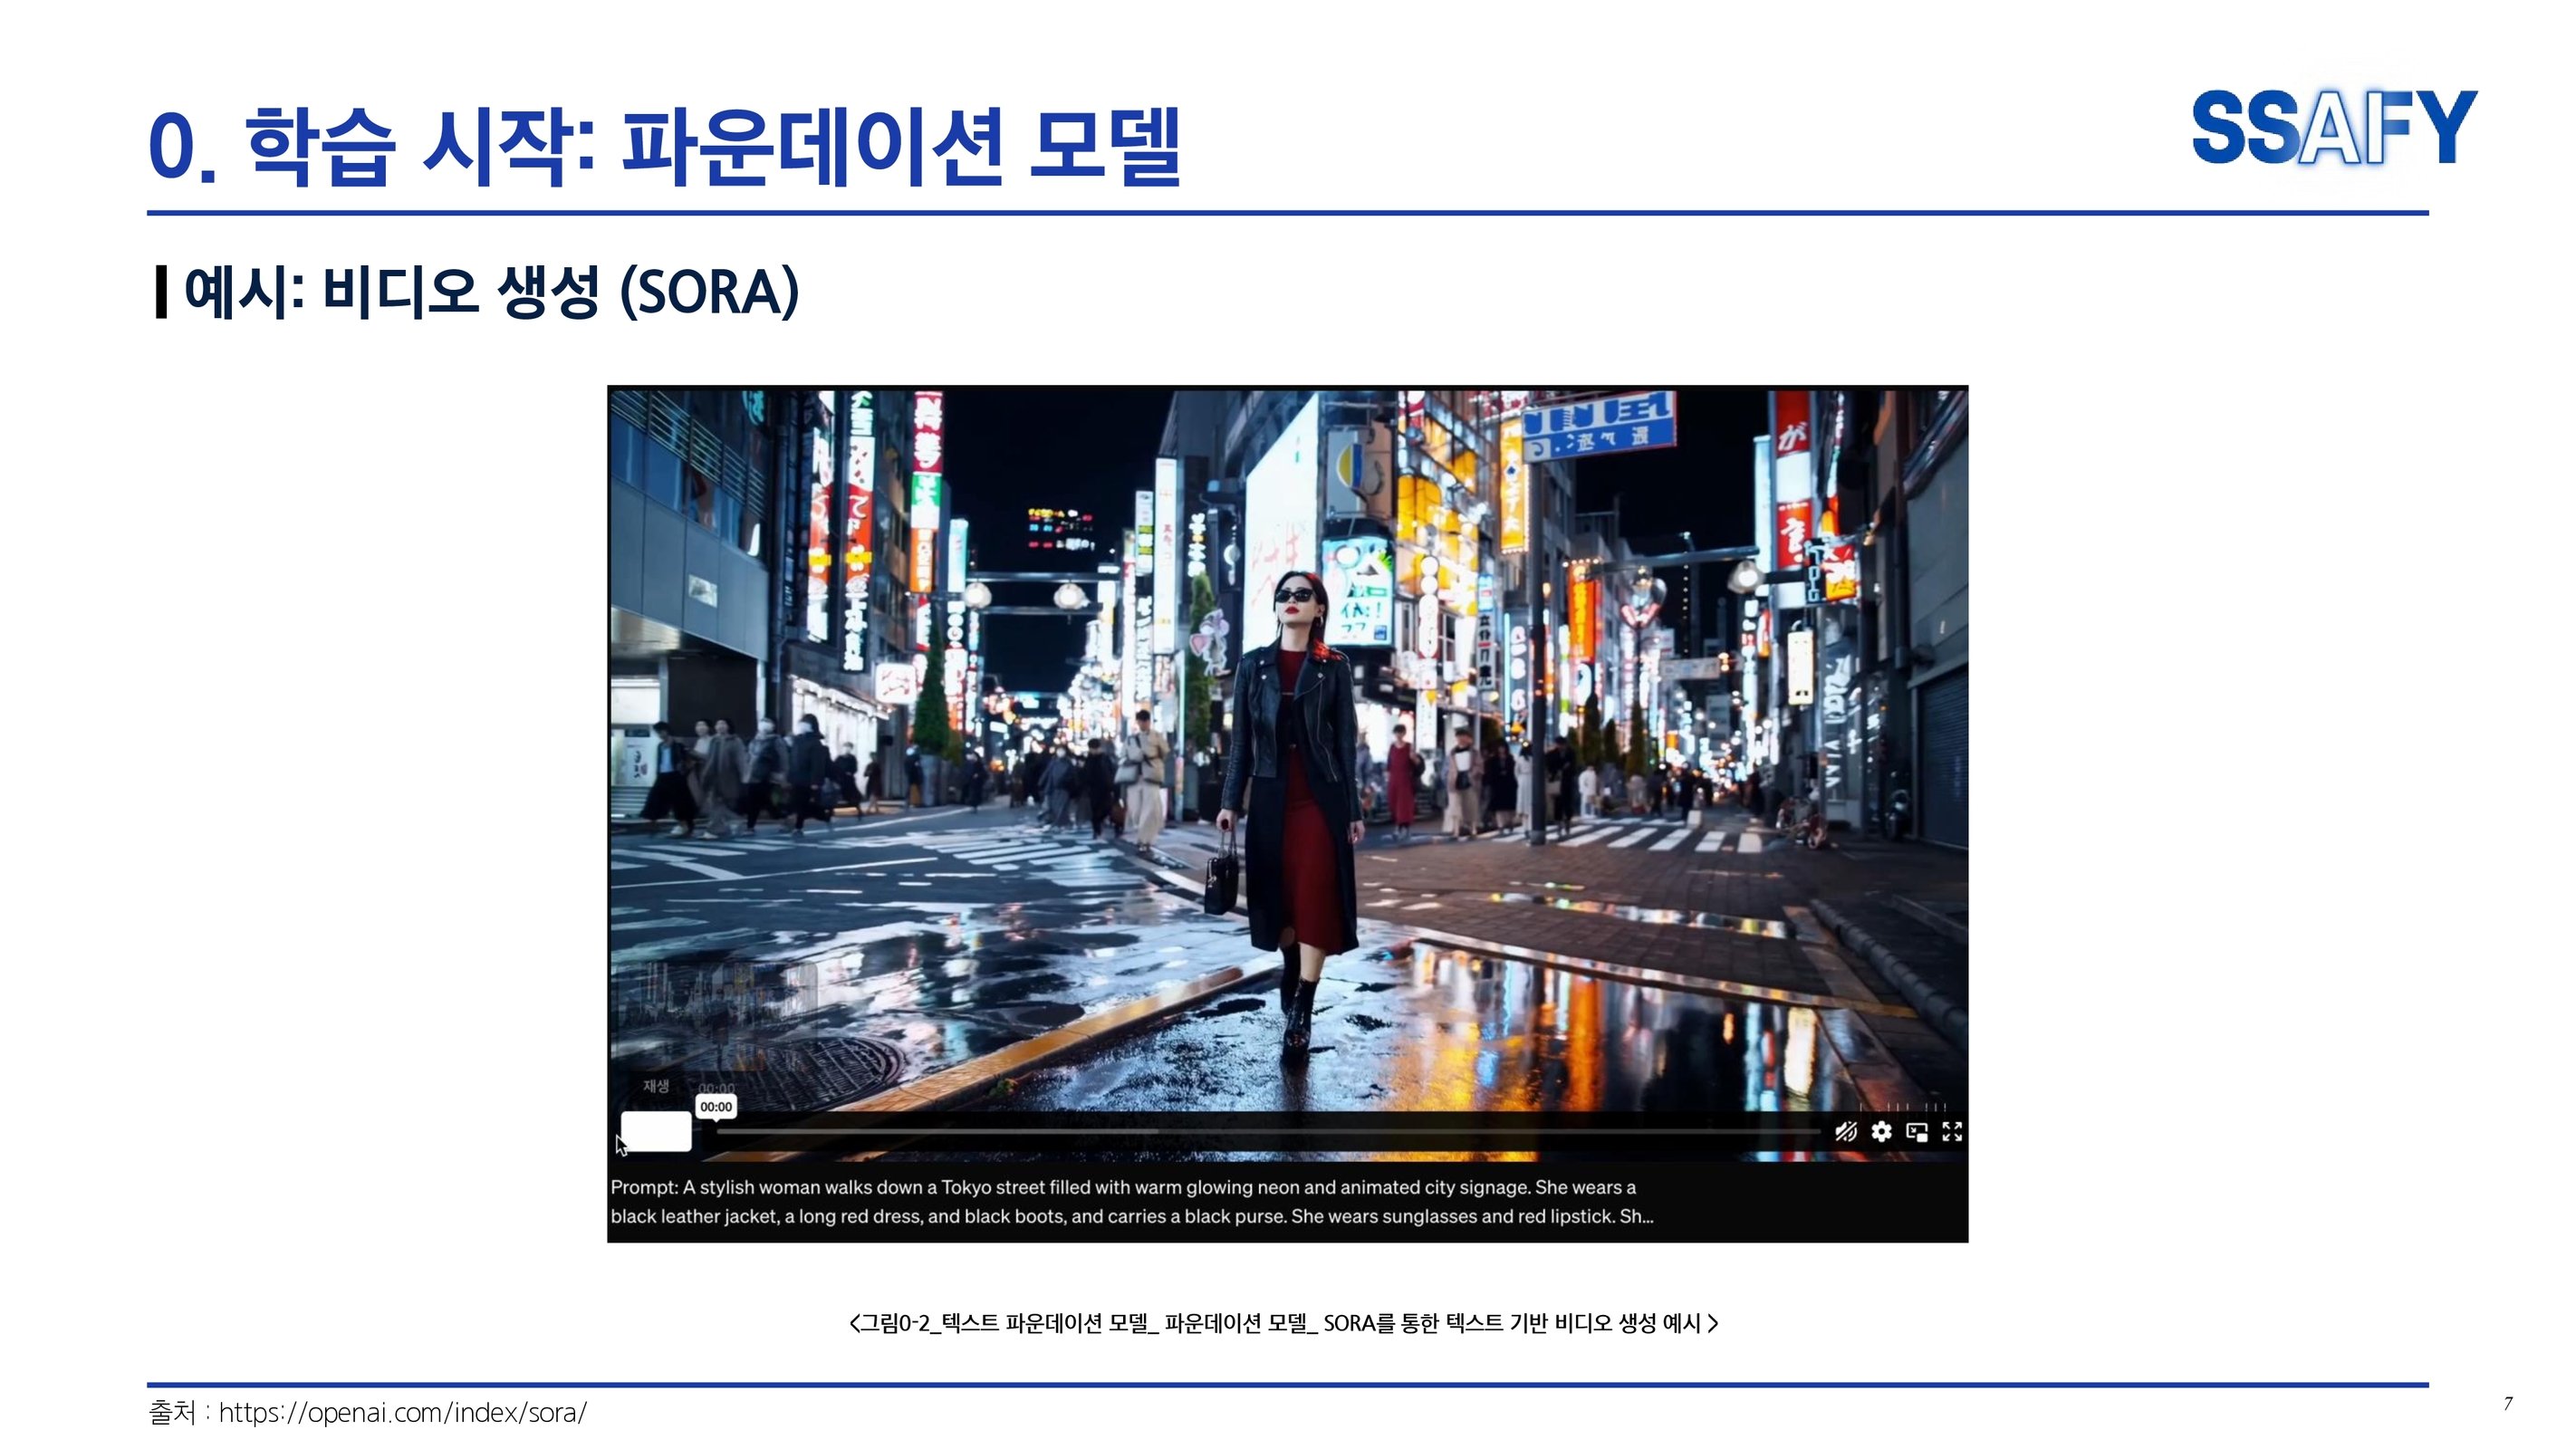 0. 학습 시작: 파운데이션 모델
SSAFY
예시: 비디오 생성 (SORA)
재생
00:00
00:00
Prompt: A stylish woman walks down a Tokyo street filled with warm glowing neon and animated city signage. She wears a
black leather jacket, a long red dress, and black boots, and carries a black purse. She wears sunglasses and red lipstick. Sh...
<그림0-2_텍스트 파운데이션 모델_ 파운데이션 모델_ SORA를 통한 텍스트 기반 비디오 생성 예시 >
출처 : https://openai.com/index/sora/
7